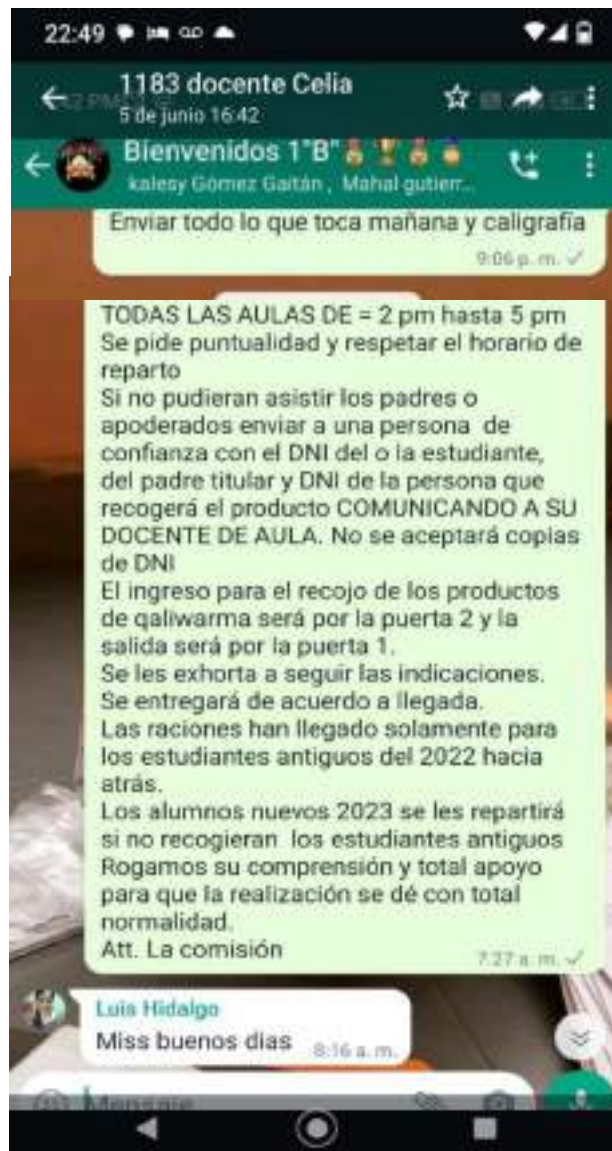 22:49
1183 docente Celia
5 de junio 16:42
Bienvenidos 1"B"
kalesy Gómez Gaitán , Mahal gutierr...
Enviar todo lo que toca mañana y caligrafía
9:06 p. m.
TODAS LAS AULAS DE = 2 pm hasta 5 pm
Se pide puntualidad y respetar el horario de
reparto
Si no pudieran asistir los padres o
apoderados enviar a una persona de
confianza con el DNI del o la estudiante,
del padre titular y DNI de la persona que
recogerá el producto COMUNICANDO A SU
DOCENTE DE AULA. No se aceptará copias
de DNI
El ingreso para el recojo de los productos
de qaliwarma será por la puerta 2 y la
salida será por la puerta 1.
Se les exhorta a seguir las indicaciones.
Se entregará de acuerdo a llegada.
Las raciones han llegado solamente para
los estudiantes antiguos del 2022 hacia
atrás.
Los alumnos nuevos 2023 se les repartirá
si no recogieran los estudiantes antiguos
Rogamos su comprensión y total apoyo
para que la realización se dé con total
normalidad.
Att. La comisión
7:27 a. m.
Luis Hidalgo
Miss buenos dias
8:16 a. m.
Mensaje